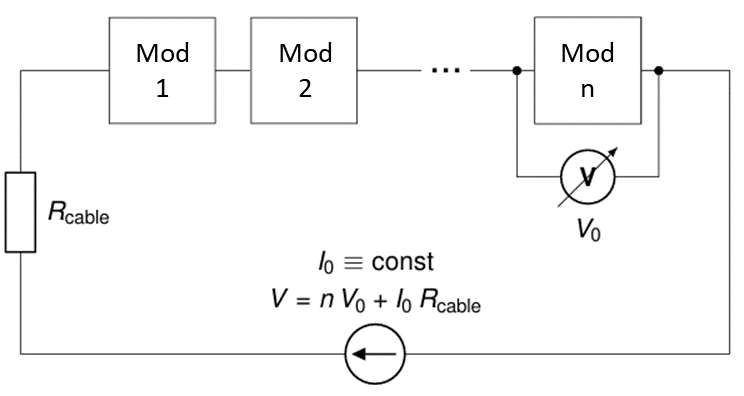 Mod
1
Mod
2
...
Mod
n
V
V0
Rcable
I0 ≡ const
V = n V0 + I0 Rcable